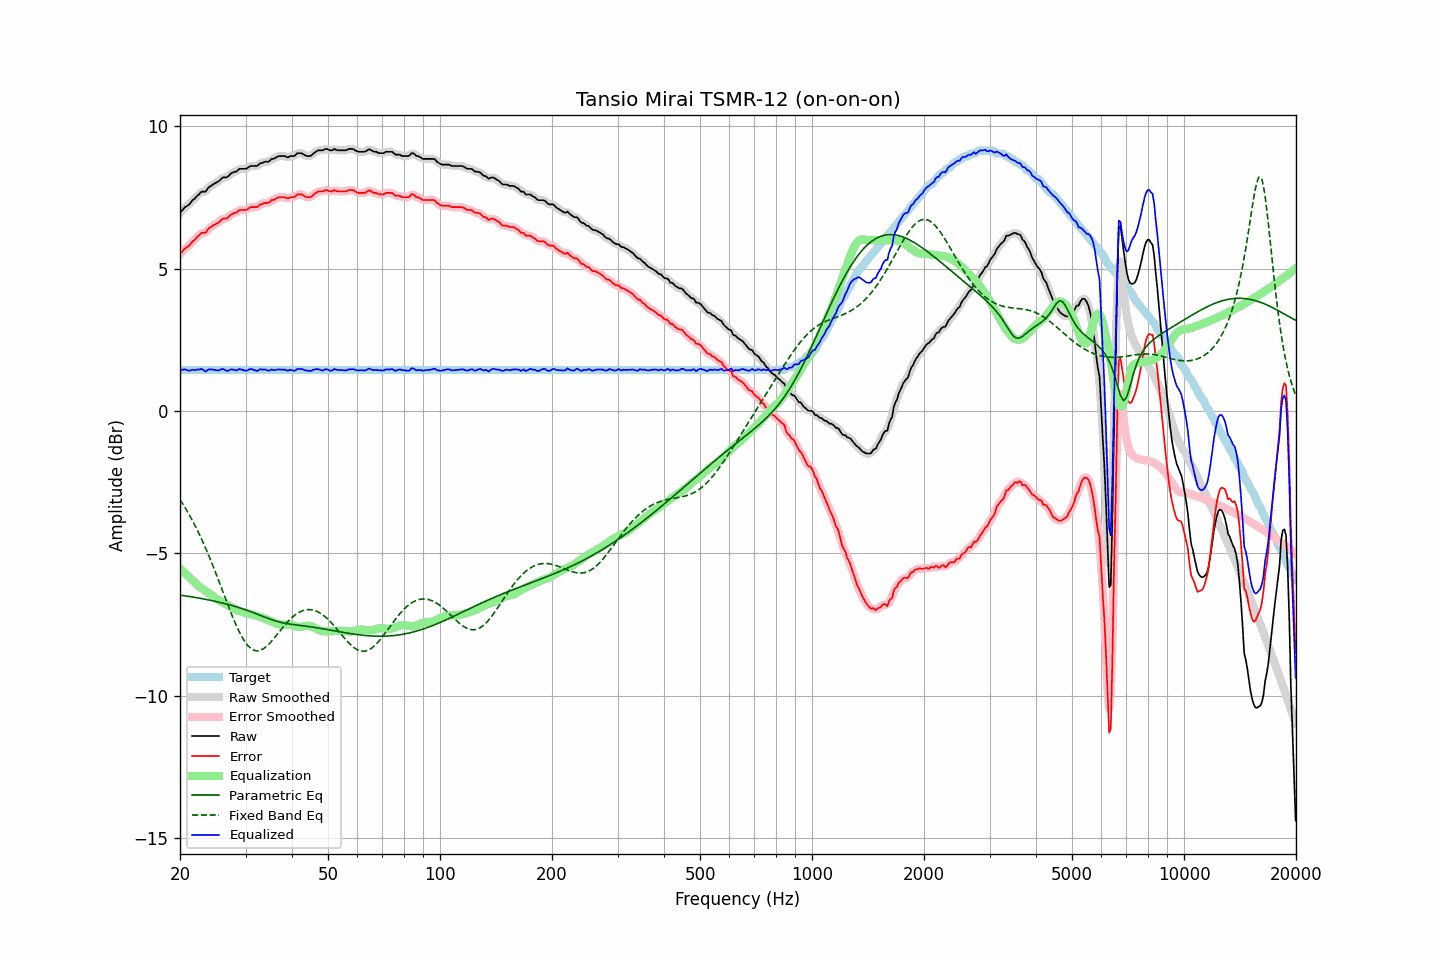 Tansio Mirai TSMR-12 (on-on-on)
10
5
0
−5
−10
−15
Amplitude (dBr)
Target
Raw Smoothed
Error Smoothed
Raw
Error
Equalization
Parametric Eq
Fixed Band Eq
Equalized
20
50
100
200
500
1000
2000
5000
10000
20000
Frequency (Hz)